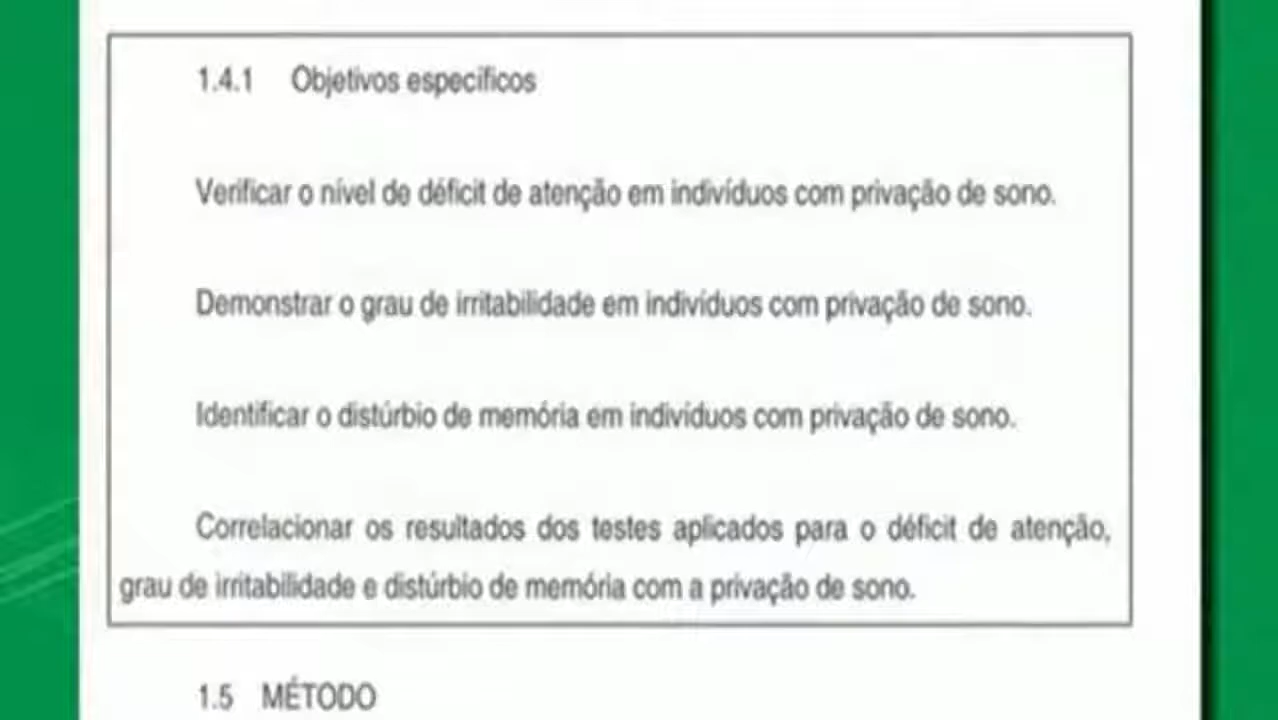 1.4.1 Objetivos específicos
Verificar o nível de déficit de atenção em indivíduos com privação de sono.
Demonstrar o grau de irritabilidade em indivíduos com privação de sono.
Identificar o distúrbio de memória em indivíduos com privação de sono.
Correlacionar os resultados dos testes aplicados para o déficit de atenção,
grau de irritabilidade e distúrbio de memória com a privação de sono.
1.5 MÉTODO